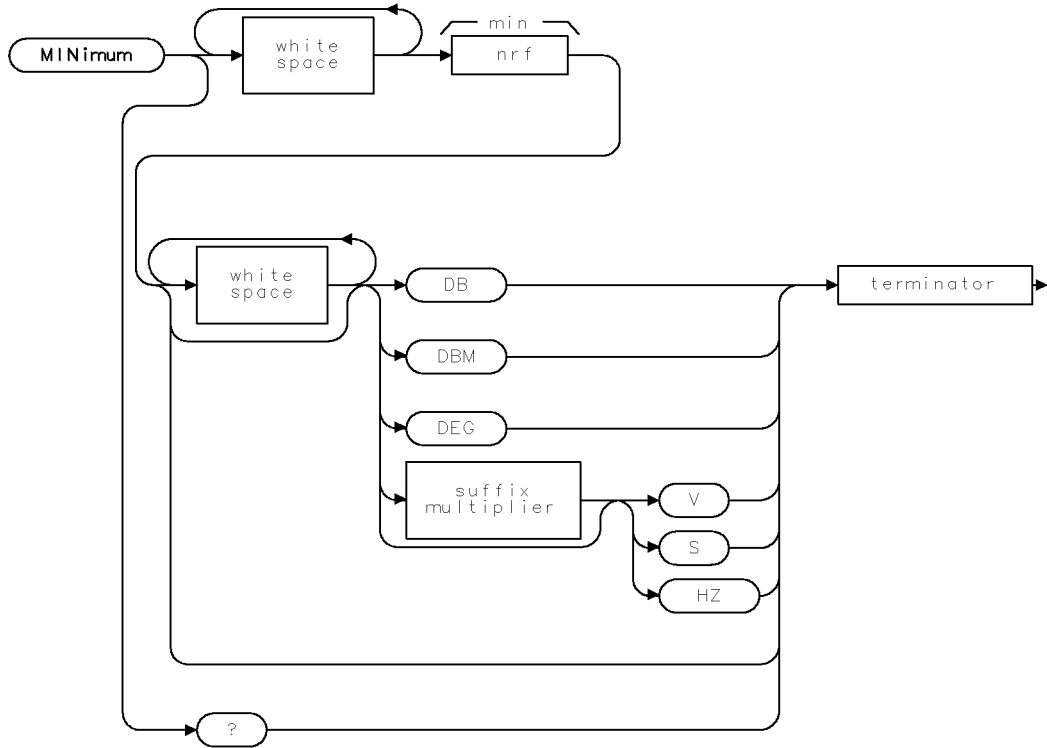 MINimum
white
space
min
nrf
white
space
DB
terminator
DBM
DEG
suffix
multiplier
V
S
HZ
?